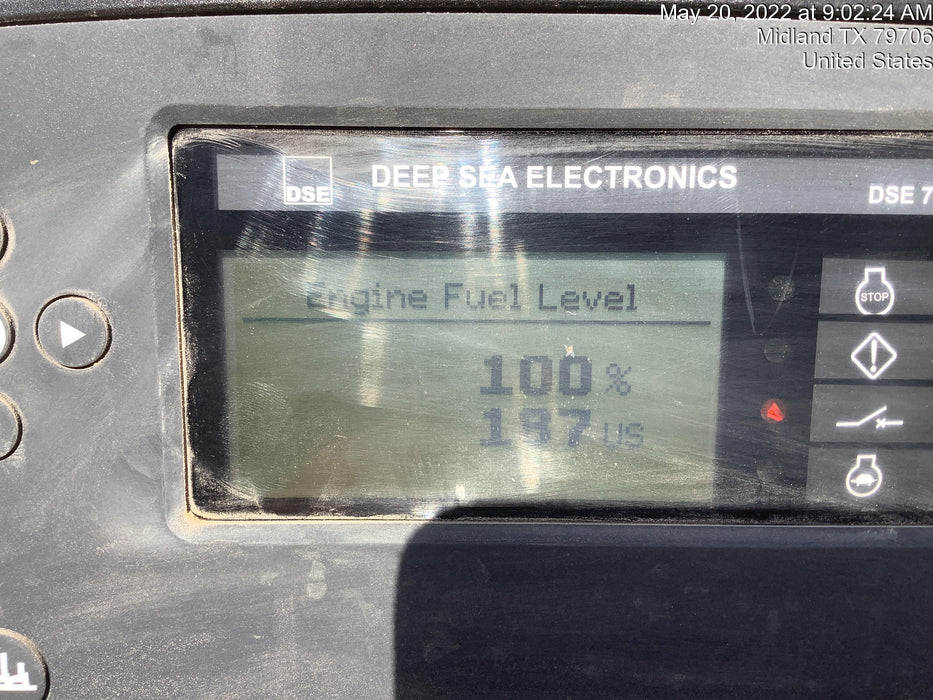 May 20, 2022 at 9:02:24 AM
Midland TX 79706
United States
DSE
DEEP SEA ELECTRONICS
DSE 7
Engine Fuel Level
100 %
197 US
STOP